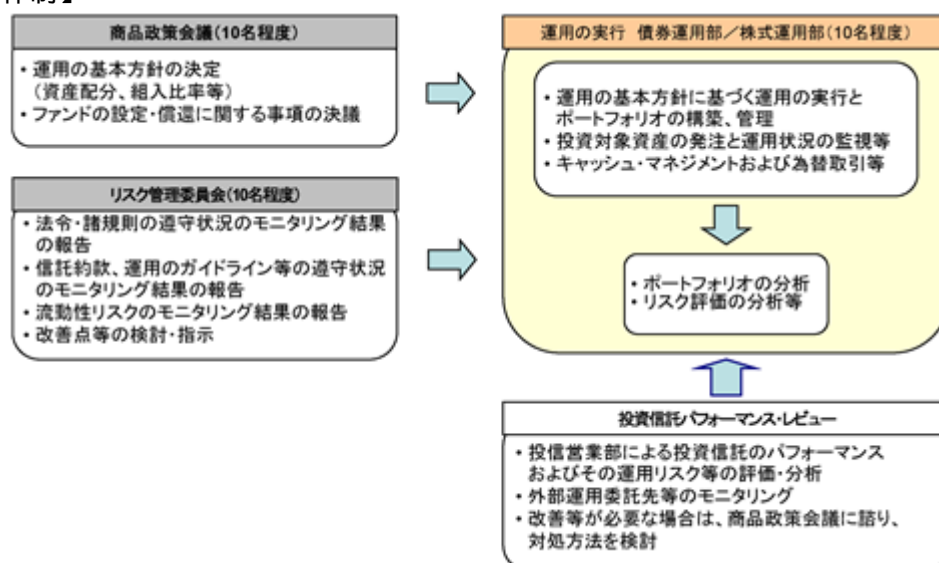 商品政策会議(10名程度)
・運用の基本方針の決定
(資産配分、組入比率等)
・ファンドの設定・償還に関する事項の決議
リスク管理委員会(10名程度)
・法令・諸規則の遵守状況のモニタリング結果
の報告
・信託約款、運用のガイドライン等の遵守状況
のモニタリング結果の報告
・流動性リスクのモニタリング結果の報告
・改善点等の検討・指示
運用の実行 債券運用部/株式運用部(10名程度)
・運用の基本方針に基づく運用の実行と
ポートフォリオの構築、管理
・投資対象資産の発注と運用状況の監視等
・キャッシュ・マネジメントおよび為替取引等
・ポートフォリオの分析
・リスク評価の分析等
投資信託パフォーマンス・レビュー
・投信営業部による投資信託のパフォーマンス
およびその運用リスク等の評価・分析
・外部運用委託先等のモニタリング
・改善等が必要な場合は、商品政策会議に諮り、
対処方法を検討